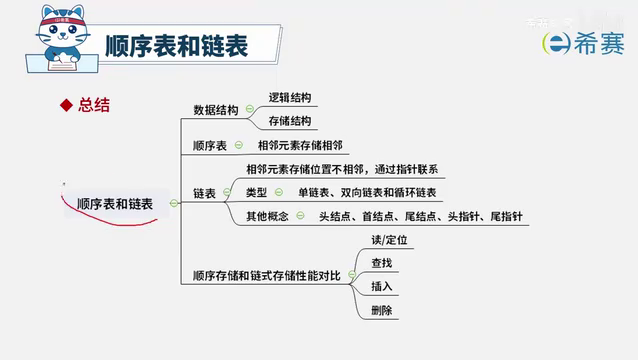 顺序表和链表
希赛
总结
数据结构
逻辑结构
存储结构
顺序表
相邻元素存储相邻
顺序表和链表
链表
相邻元素存储位置不相邻，通过指针联系
类型
单链表、双向链表和循环链表
其他概念
头结点、首结点、尾结点、头指针、尾指针
顺序存储和链式存储性能对比
读/定位
查找
插入
删除